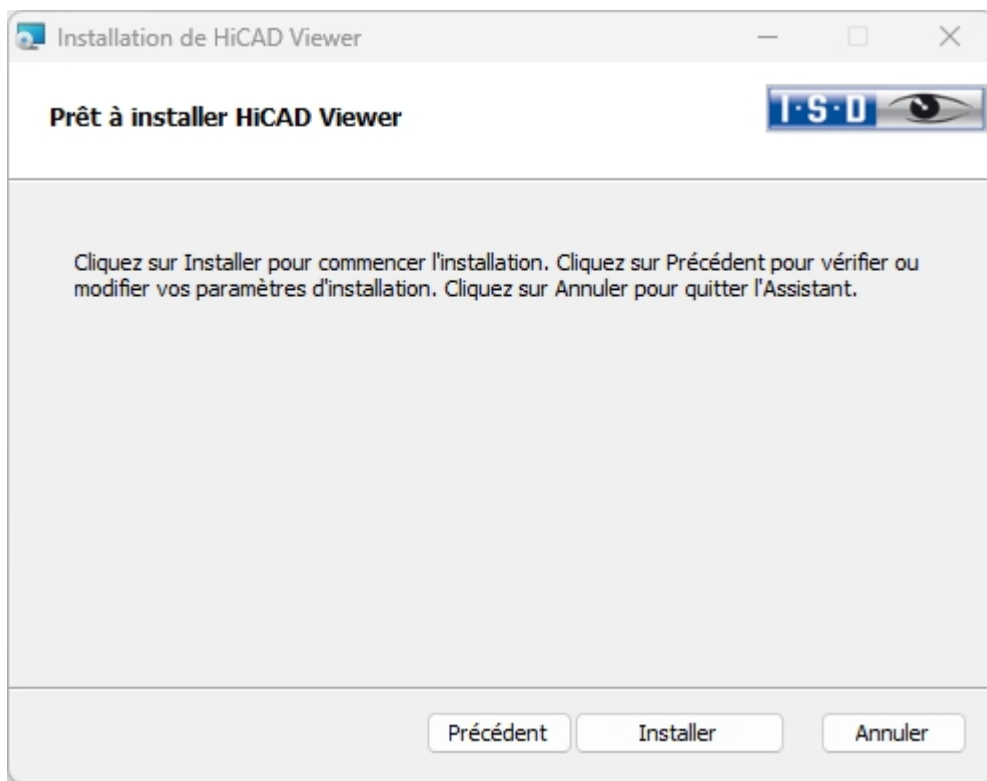 Installation de HiCAD Viewer
Prêt à installer HiCAD Viewer
I·S·D
Cliquez sur Installer pour commencer l'installation. Cliquez sur Précédent pour vérifier ou
modifier vos paramètres d'installation. Cliquez sur Annuler pour quitter l'Assistant.
Précédent
Installer
Annuler